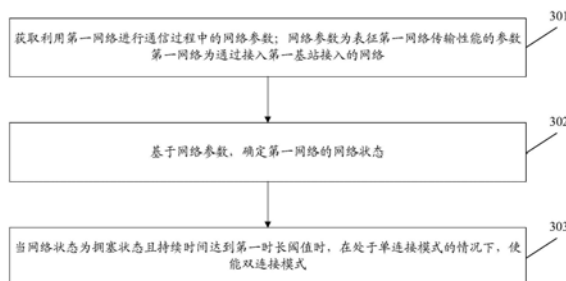 301
获取利用第一网络进行通信过程中的网络参数；网络参数为表征第一网络传输性能的参数
第一网络为通过接入第一基站接入的网络
302
基于网络参数，确定第一网络的网络状态
303
当网络状态为拥塞状态且持续时间达到第一时长阈值时，在处于单连接模式的情况下，使
能双连接模式